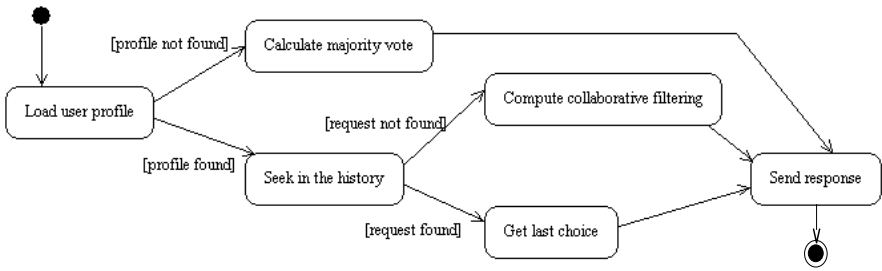 [profile not found]
Calculate majority vote
Compute collaborative filtering
Load user profile
[request not found]
[profile found]
Seek in the history
Send response
[request found]
Get last choice